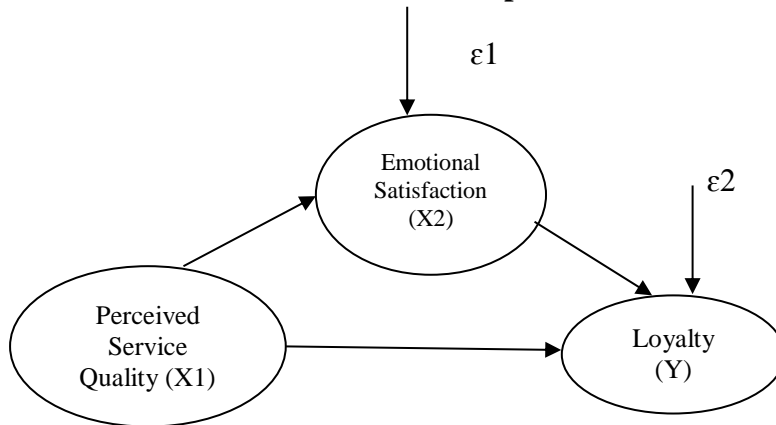 ε1
Emotional
Satisfaction
(X2)
ε2
Perceived
Service
Quality (X1)
Loyalty
(Y)